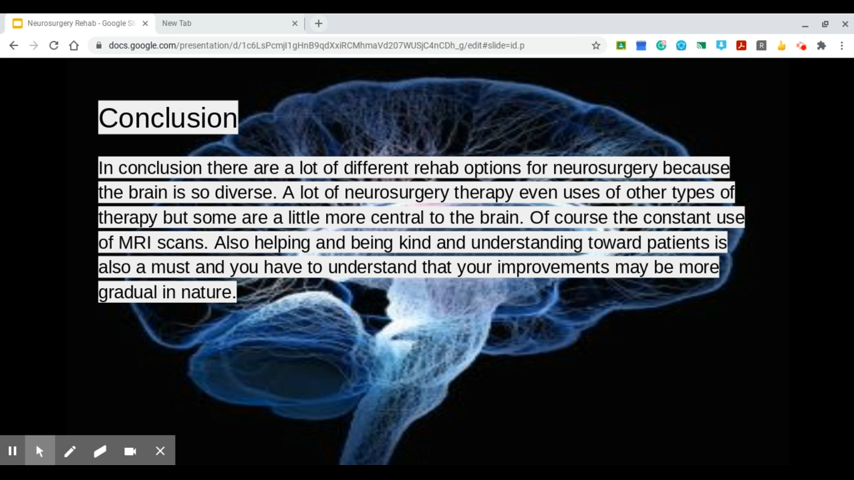 Neurosurgery Rehab - Google Sl
New Tab
docs.google.com/presentation/d/1c6LsPcmjI1gHnB9qdXxiRCMhmaVd207WUSjC4nCDh_g/edit#slide=id.p
Conclusion
In conclusion there are a lot of different rehab options for neurosurgery because
the brain is so diverse. A lot of neurosurgery therapy even uses of other types of
therapy but some are a little more central to the brain. Of course the constant use
of MRI scans. Also helping and being kind and understanding toward patients is
also a must and you have to understand that your improvements may be more
gradual in nature.